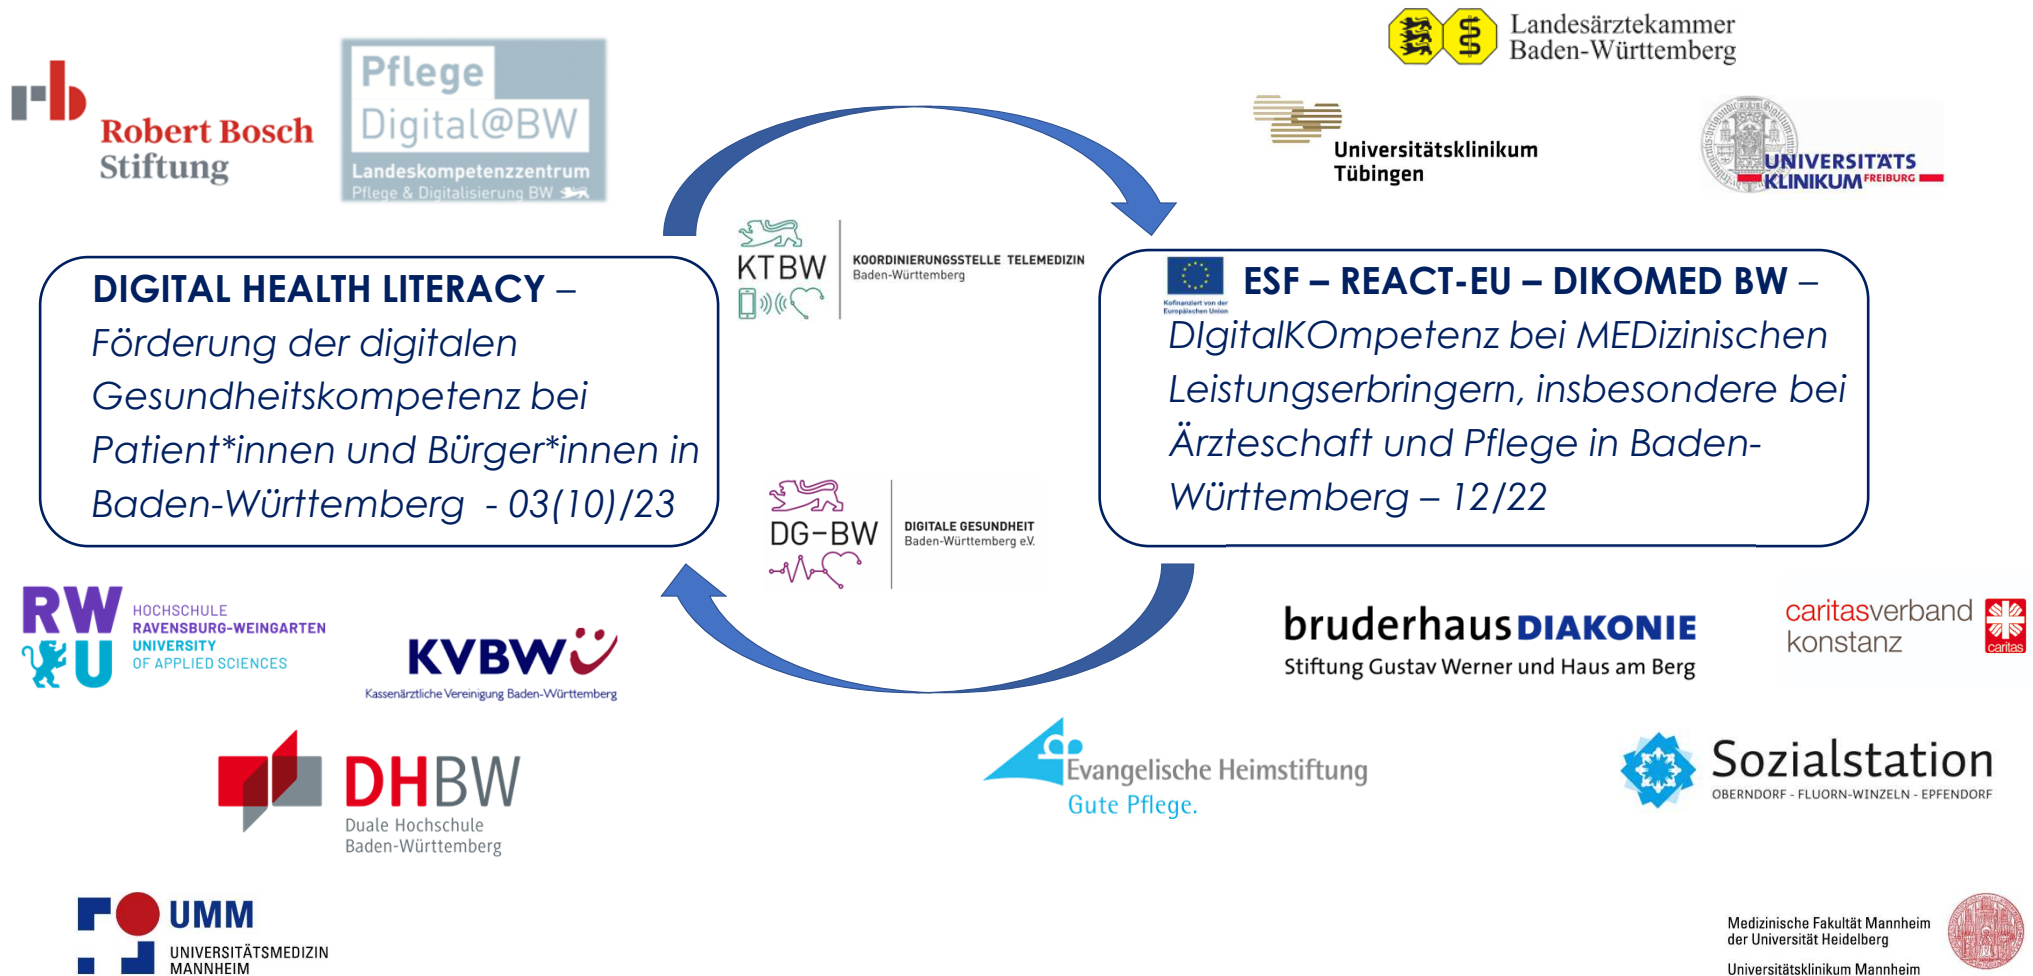 Landesärztekammer
Baden-Württemberg
rb
Robert Bosch
Stiftung
Pflege
Digital@BW
Landeskompetenzzentrum
Pflege & Digitalisierung BW
Universitätsklinikum
Tübingen
UNIVERSITÄTS
KLINIKUM FREIBURG
KTBW
KOORDINIERUNGSSTELLE TELEMEDIZIN
Baden-Württemberg
DIGITAL HEALTH LITERACY –
Förderung der digitalen
Gesundheitskompetenz bei
Patient*innen und Bürger*innen in
Baden-Württemberg - 03(10)/23
Kofinanziert von der
Europäischen Union
ESF – REACT-EU – DIKOMED BW –
DIgitalKOmpetenz bei MEDizinischen
Leistungserbringern, insbesondere bei
Ärzteschaft und Pflege in Baden-
Württemberg – 12/22
DG-BW
DIGITALE GESUNDHEIT
Baden-Württemberg e.V.
RW
U
HOCHSCHULE
RAVENSBURG-WEINGARTEN
UNIVERSITY
OF APPLIED SCIENCES
KVBW
Kassenärztliche Vereinigung Baden-Württemberg
bruderhaus DIAKONIE
Stiftung Gustav Werner und Haus am Berg
caritasverband
konstanz
caritas
DHBW
Duale Hochschule
Baden-Württemberg
Evangelische Heimstiftung
Gute Pflege.
Sozialstation
OBERNDORF - FLUORN-WINZELN - EPFENDORF
UMM
UNIVERSITÄTSMEDIZIN
MANNHEIM
Medizinische Fakultät Mannheim
der Universität Heidelberg
Universitätsklinikum Mannheim